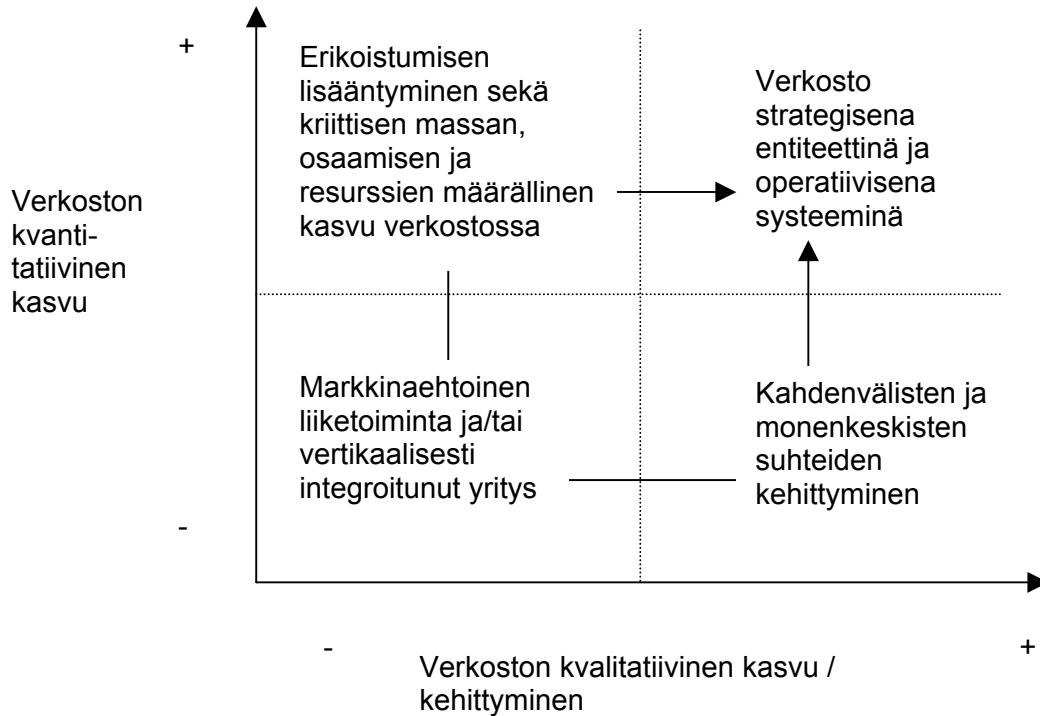 +
Erikoistumisen
lisääntyminen sekä
kriittisen massan,
osaamisen ja
resurssien määrällinen
kasvu verkostossa
Verkosto
strategisena
entiteettinä ja
operatiivisena
systeeminä
Verkoston
kvanti-
tatiivinen
kasvu
Markkinaehtoinen
liiketoiminta ja/tai
vertikaalisesti
integroitunut yritys
Kahdenvälisten ja
monenkeskisten
suhteiden
kehittyminen
-
-
+
Verkoston kvalitatiivinen kasvu /
kehittyminen